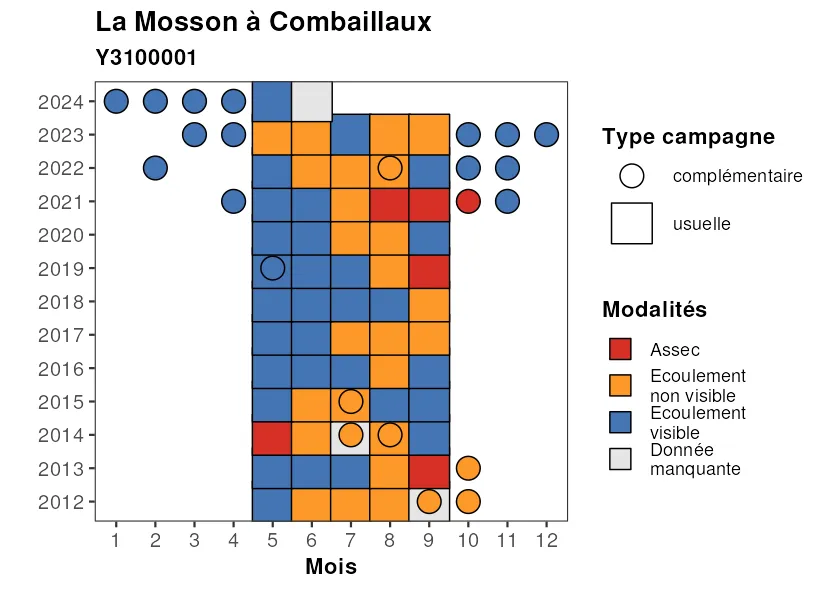 La Mosson à Combaillaux
Y3100001
2024
2023
2022
2021
2020
2019
2018
2017
2016
2015
2014
2013
2012
1 2 3 4 5 6 7 8 9 10 11 12
Mois
Type campagne
complémentaire
usuelle
Modalités
Assec
Ecoulement
non visible
Ecoulement
visible
Donnée
manquante